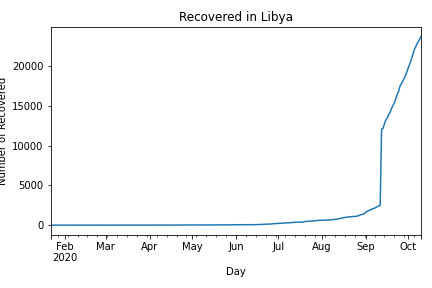 Recovered in Libya
Number of Recovered
20000
15000
10000
5000
0
Feb Mar Apr May Jun Jul Aug Sep Oct
2020
Day